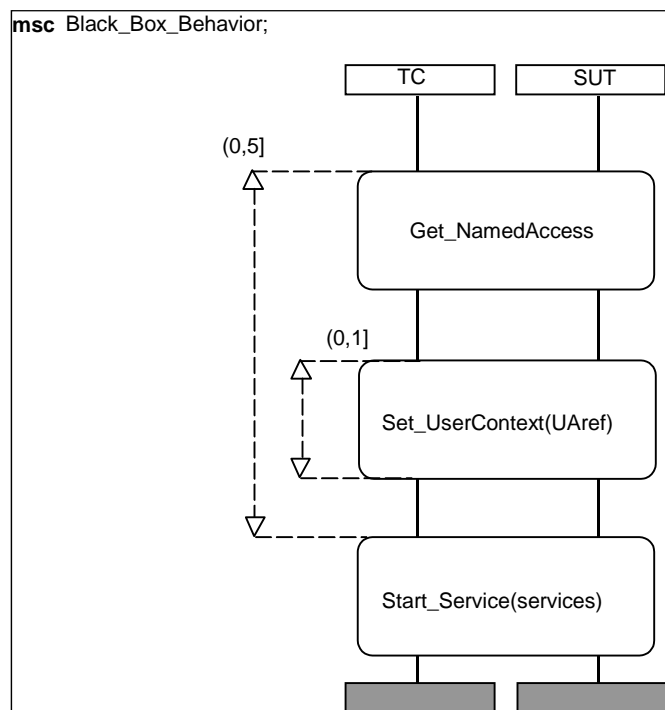 msc Black_Box_Behavior;
TC SUT
(0,5]
Get_NamedAccess
(0,1]
Set_UserContext(UAref)
Start_Service(services)